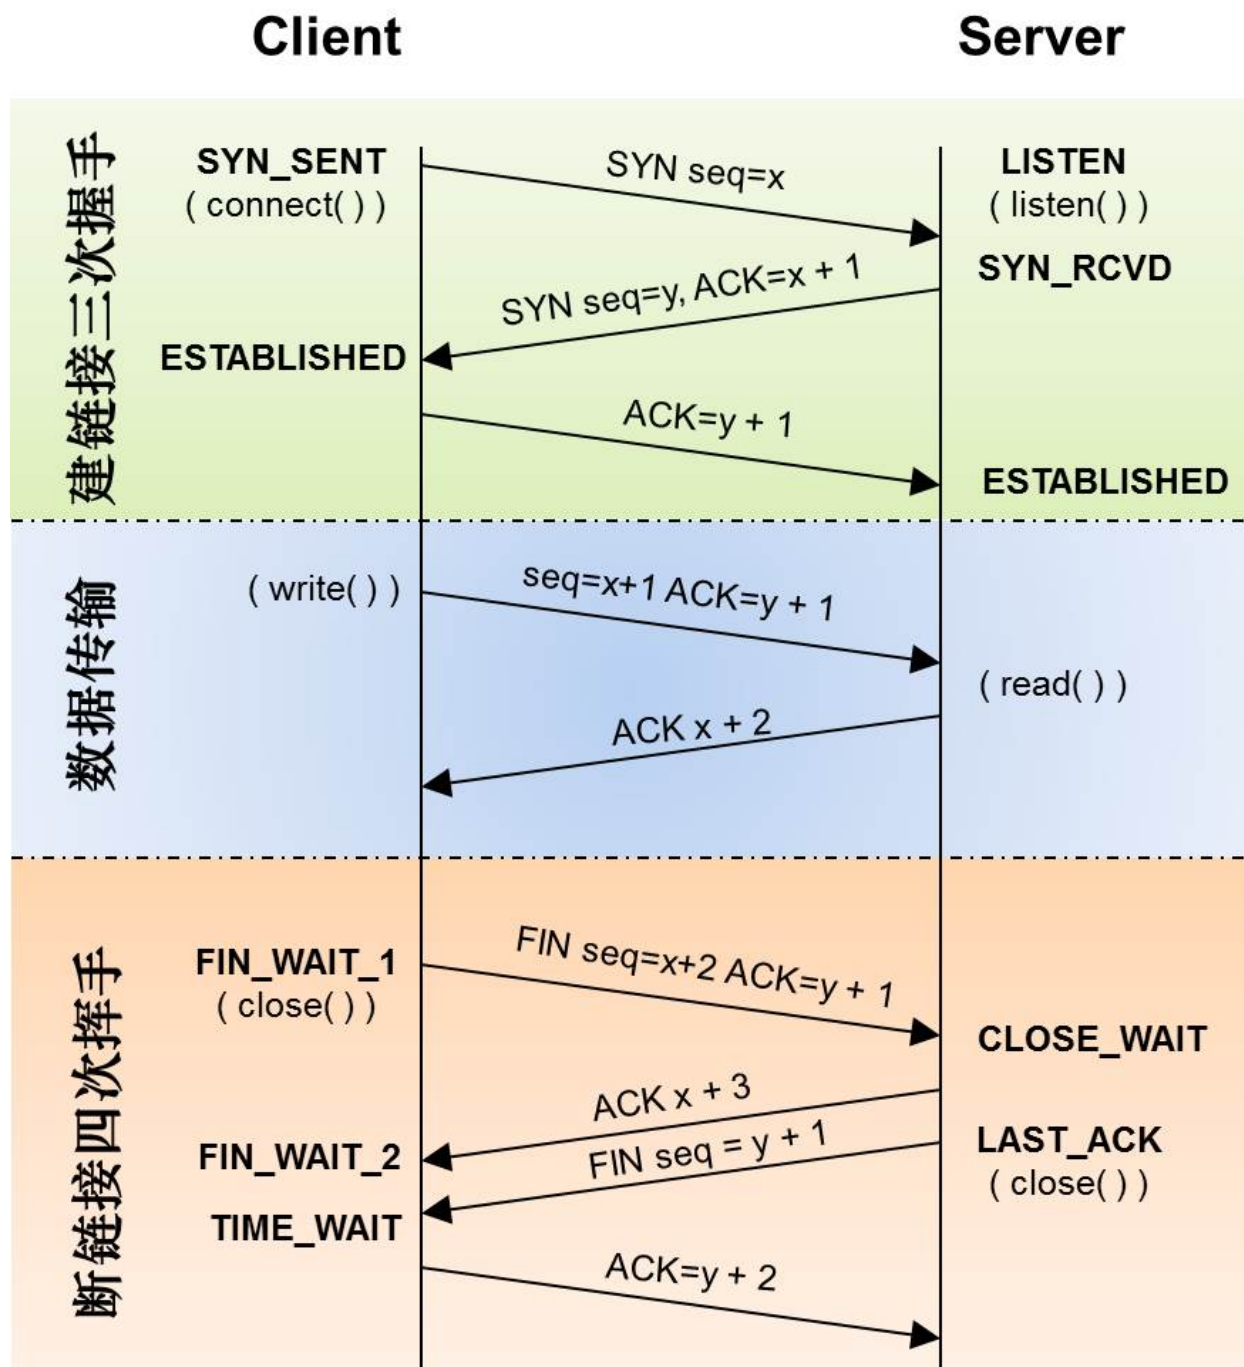 Client
Server
建链接三次握手
SYN_SENT
( connect( ) )
SYN seq=x
LISTEN
( listen( ) )
SYN_RCVD
SYN seq=y, ACK=x + 1
ESTABLISHED
ACK=y + 1
ESTABLISHED
数据传输
( write( ) )
seq=x+1 ACK=y + 1
( read( ) )
ACK x + 2
断链接四次挥手
FIN_WAIT_1
( close( ) )
FIN seq=x+2 ACK=y + 1
CLOSE_WAIT
ACK x + 3
FIN_WAIT_2
FIN seq = y + 1
LAST_ACK
( close( ) )
TIME_WAIT
ACK=y + 2